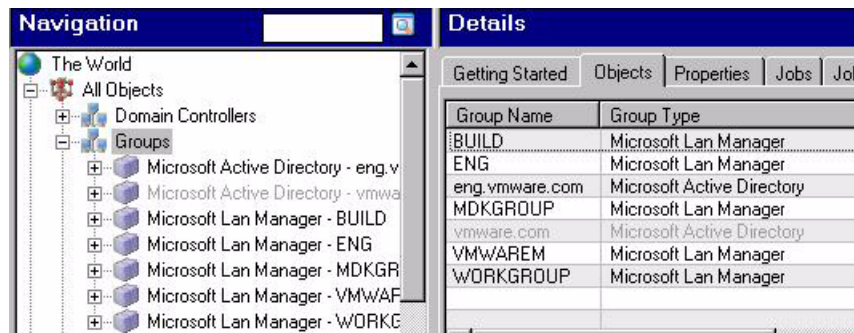 Navigation
The World
All Objects
Domain Controllers
Groups
Microsoft Active Directory - eng.v
Microsoft Active Directory - vmwa
Microsoft Lan Manager - BUILD
Microsoft Lan Manager - ENG
Microsoft Lan Manager - MDKGR
Microsoft Lan Manager - VMWAF
Microsoft Lan Manager - WORKG
Details
Getting Started Objects Properties Jobs Jol
Group Name Group Type
BUILD Microsoft Lan Manager
ENG Microsoft Lan Manager
eng.vmware.com Microsoft Active Directory
MDKGROUP Microsoft Lan Manager
vmware.com Microsoft Active Directory
VMWAREM Microsoft Lan Manager
WORKGROUP Microsoft Lan Manager